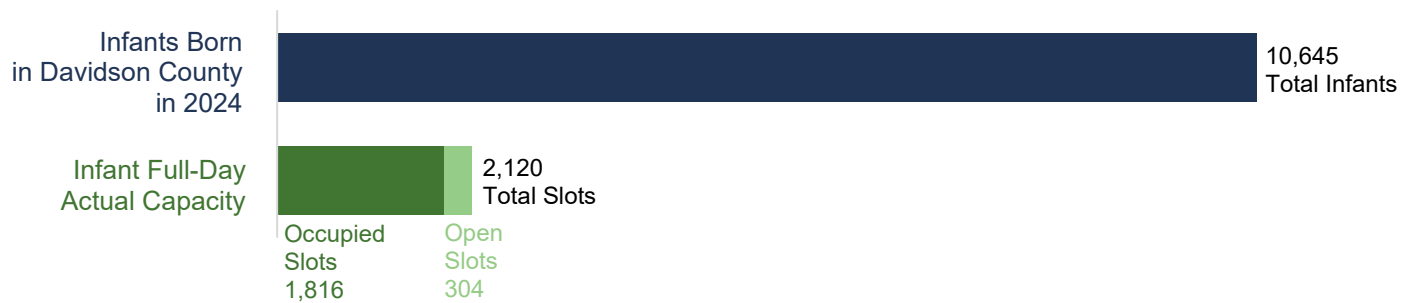 Infants Born
in Davidson County
in 2024
10,645
Total Infants
Infant Full-Day
Actual Capacity
2,120
Total Slots
Occupied
Slots
1,816
Open
Slots
304